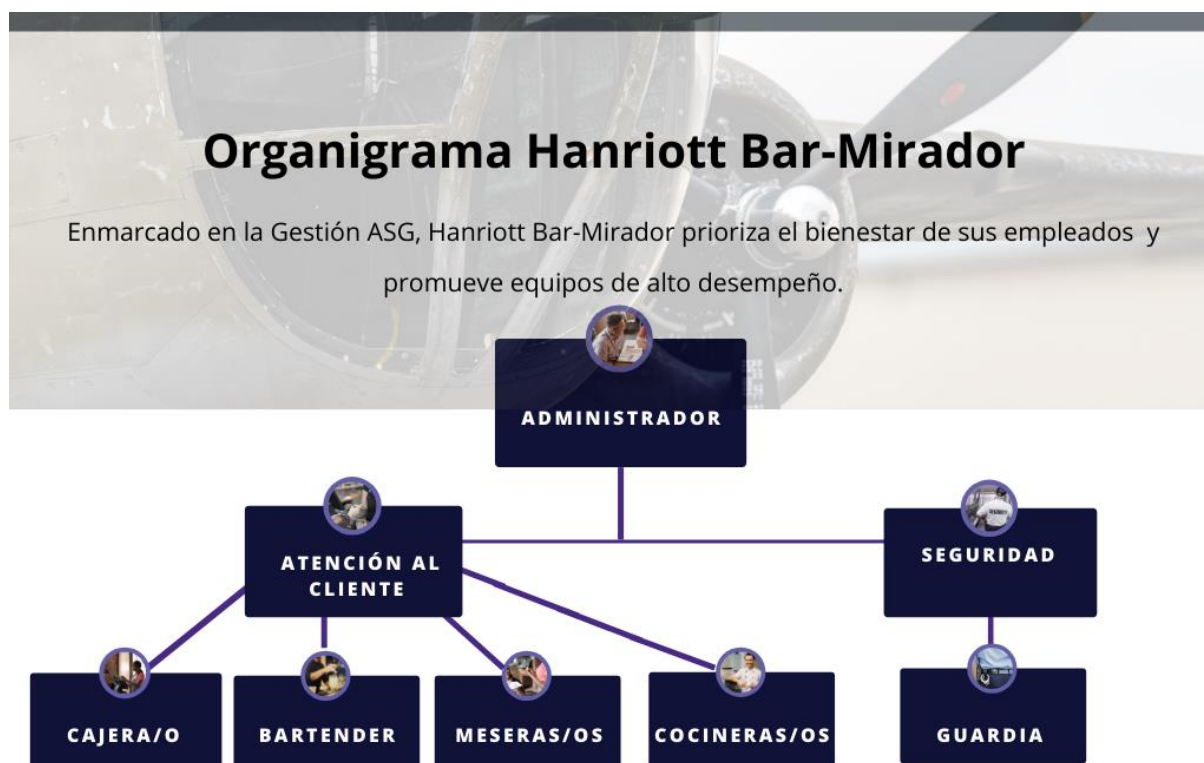 Organigrama Hanriott Bar-Mirador
Enmarcado en la Gestión ASG, Hanriott Bar-Mirador prioriza el bienestar de sus empleados y
promueve equipos de alto desempeño.
ADMINISTRADOR
ATENCIÓN AL
CLIENTE
SEGURIDAD
CAJERA/O
BARTENDER
MESERAS/OS
COCINERAS/OS
GUARDIA